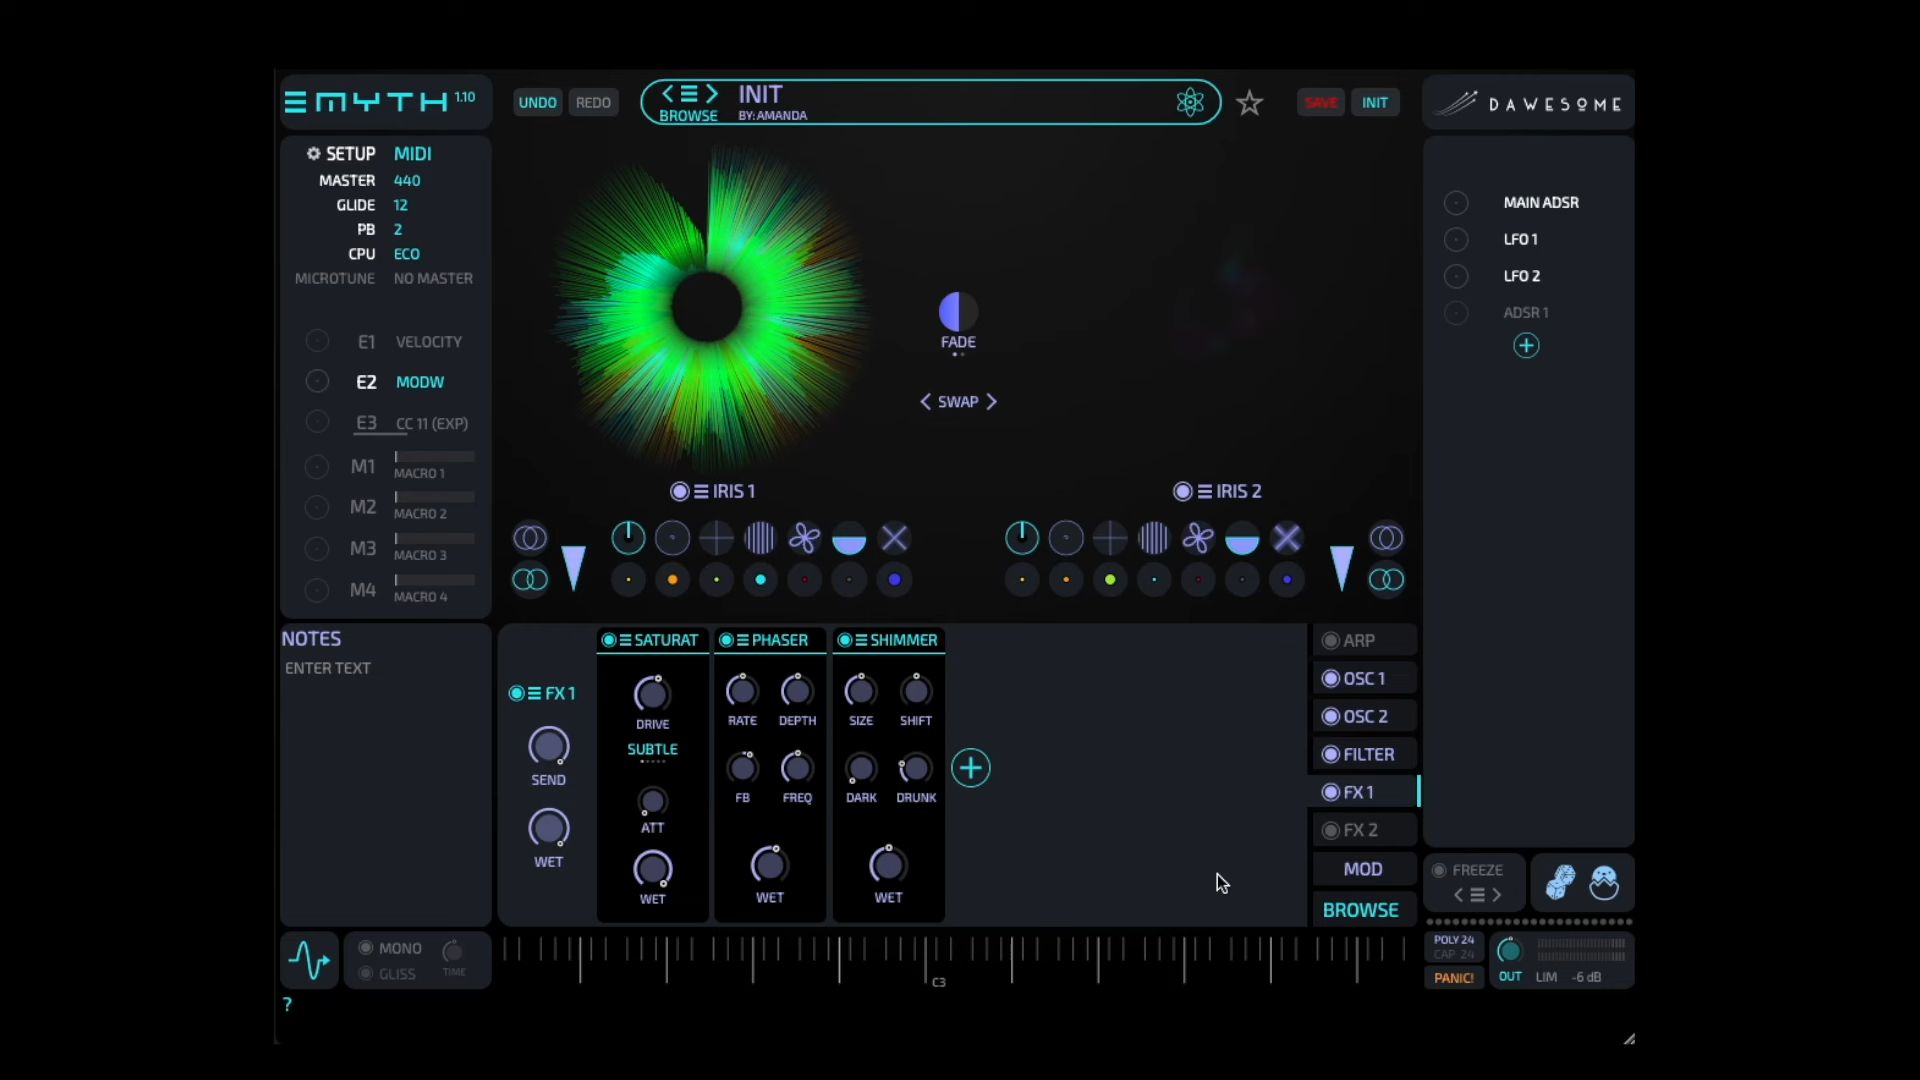 MYTH 1.10
UNDO
REDO
BROWSE
INIT
BY: AMANDA
SAVE
INIT
DAWESOME
SETUP MIDI
MASTER 440
GLIDE 12
PB 2
CPU ECO
MICROTUNE NO MASTER
E1 VELOCITY
E2 MODW
E3 CC 11 (EXP)
M1 MACRO 1
M2 MACRO 2
M3 MACRO 3
M4 MACRO 4
FADE
SWAP
IRIS 1
IRIS 2
MAIN ADSR
LFO 1
LFO 2
ADSR 1
NOTES
ENTER TEXT
FX 1
SEND
WET
SATURAT
DRIVE
SUBTLE
ATT
WET
PHASER
RATE DEPTH
FB FREQ
WET
SHIMMER
SIZE SHIFT
DARK DRUNK
WET
ARP
OSC 1
OSC 2
FILTER
FX 1
FX 2
MOD
BROWSE
FREEZE
MONO
GLISS
TIME
C3
POLY 24
CAP 24
PANIC!
OUT LIM -6 dB
?